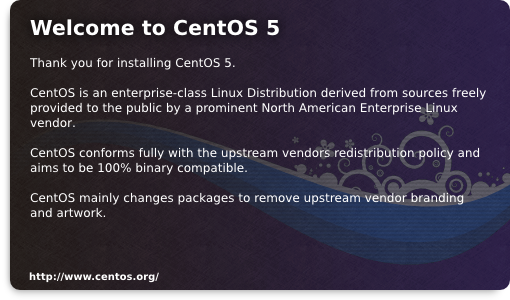 Welcome to CentOS 5
Thank you for installing CentOS 5.
CentOS is an enterprise-class Linux Distribution derived from sources freely
provided to the public by a prominent North American Enterprise Linux
vendor.
CentOS conforms fully with the upstream vendors redistribution policy and
aims to be 100% binary compatible.
CentOS mainly changes packages to remove upstream vendor branding
and artwork.
http://www.centos.org/